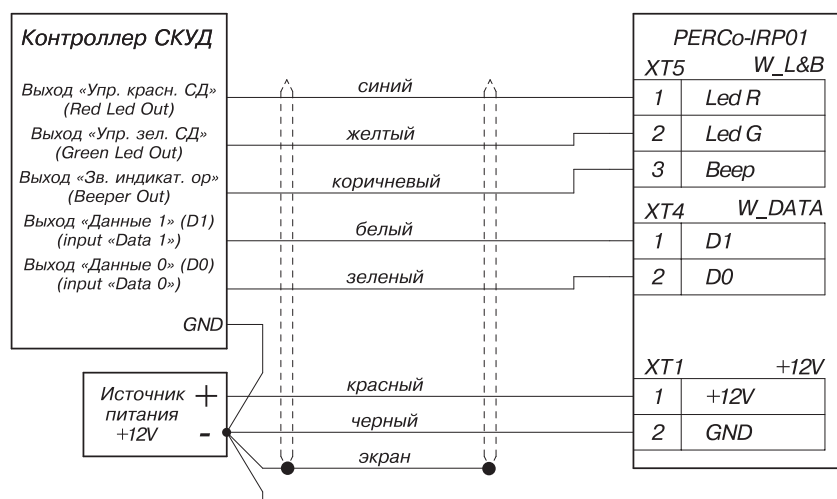 Контроллер СКУД
Выход «Упр. красн. СД»
(Red Led Out)
Выход «Упр. зел. СД»
(Green Led Out)
Выход «Зв. индикат. ор»
(Beeper Out)
Выход «Данные 1» (D1)
(input «Data 1»)
Выход «Данные 0» (D0)
(input «Data 0»)
GND
Источник
питания
+12V
+
-
синий
желтый
коричневый
белый
зеленый
красный
черный
экран
PERCo-IRP01
XT5 W_L&B
1 Led R
2 Led G
3 Beep
XT4 W_DATA
1 D1
2 D0
XT1 +12V
1 +12V
2 GND